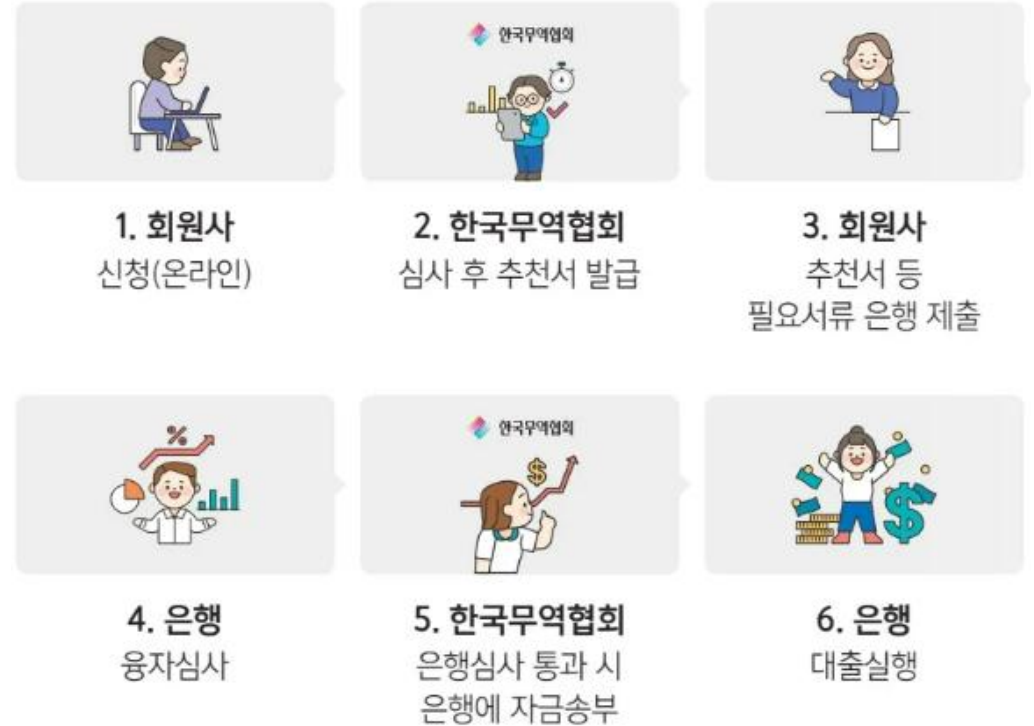 한국무역협회
1. 회원사
신청(온라인)
2. 한국무역협회
심사 후 추천서 발급
3. 회원사
추천서 등
필요서류 은행 제출
%
$
한국무역협회
$
4. 은행
융자심사
5. 한국무역협회
은행심사 통과 시
은행에 자금송부
6. 은행
대출실행